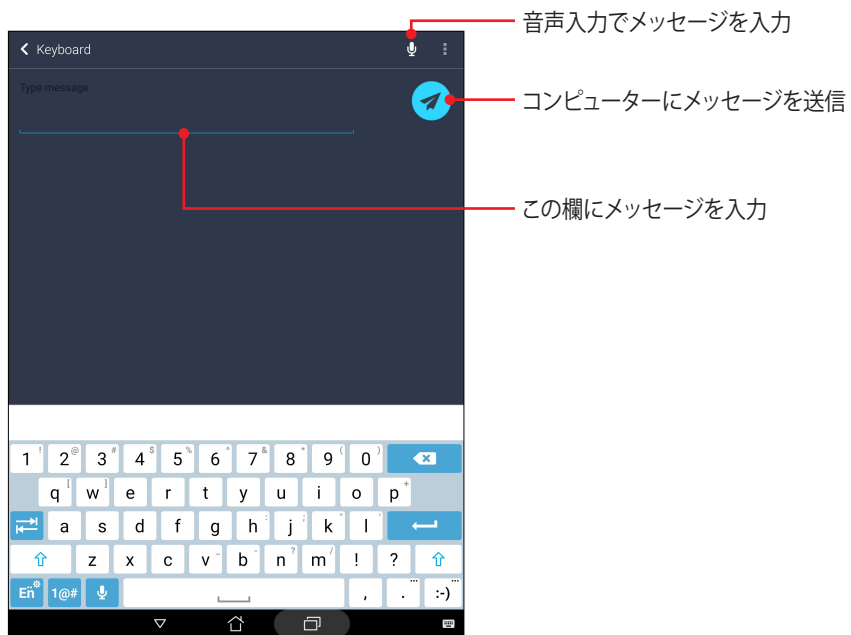 音声入力でメッセージを入力
Keyboard
Type message
コンピューターにメッセージを送信
この欄にメッセージを入力
1 ! 2 @ 3 # 4 $ 5 % 6 ^ 7 & 8 * 9 ( 0 )
q [ w ] e r t y u i o p +
a s d f g h : j ; k " l '
z x c v - b - n ? m / ! ?
En 1@# , . ... :-) ...